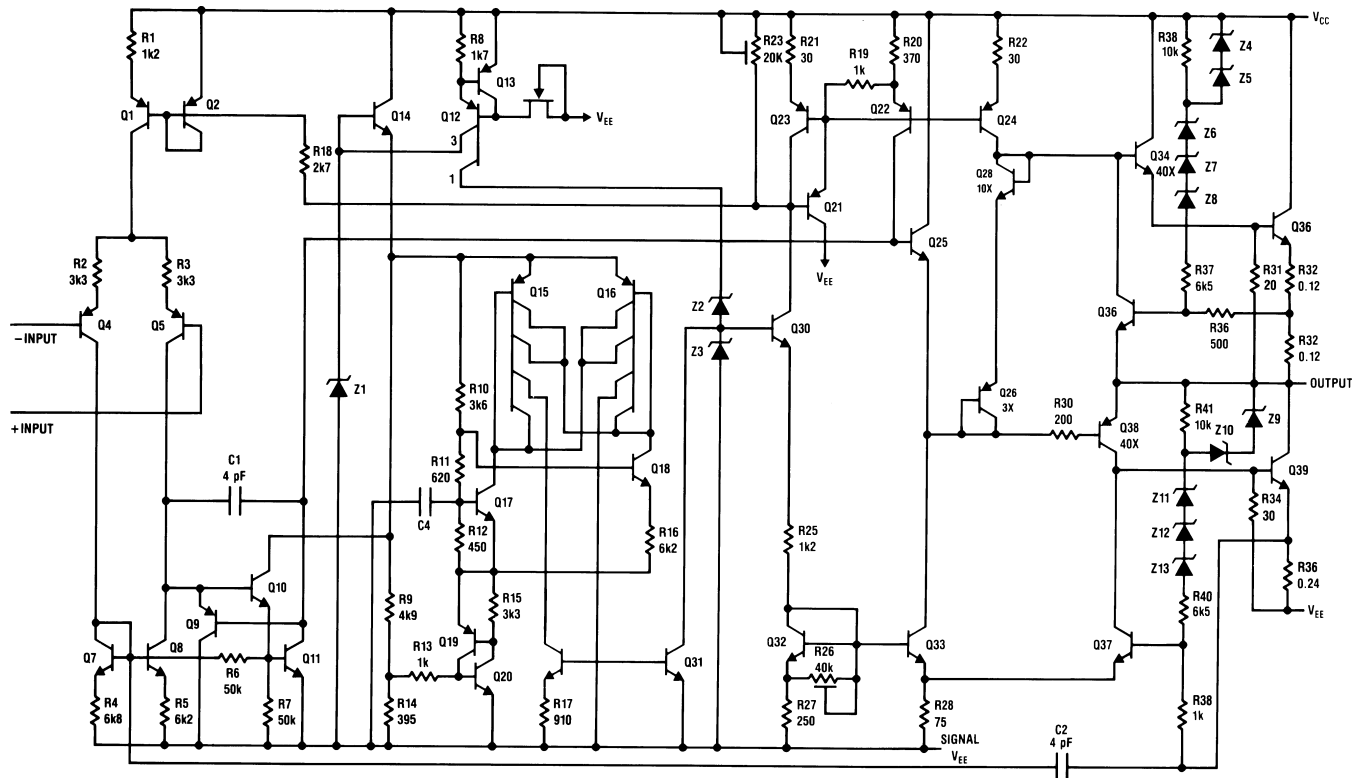 VCC
R1
1k2
R8
1k7
Q13
R23
20K
R21
30
R19
1k
R20
370
R22
30
R38
10k
Z4
Z5
Q1
Q2
Q14
Q12
VEE
Q23
Q22
Q24
Z6
Q34
40X
Z7
Z8
R18
2k7
3
1
Q28
10X
Q21
Q25
Q36
R2
3k3
R3
3k3
VEE
R37
6k5
R31
20
R32
0.12
Q15
Q16
Z2
Q4
Q5
Q30
Q36
R36
500
R32
0.12
–INPUT
Z3
Z1
R10
3k6
OUTPUT
Q26
3X
R41
10k
Z9
+INPUT
R30
200
Q38
40X
Z10
C1
4 pF
R11
620
Q18
Q39
Q17
C4
R12
450
R16
6k2
R25
1k2
Z11
R34
30
Z12
Z13
R36
0.24
Q10
R9
4k9
R15
3k3
R40
6k5
VEE
Q9
Q19
Q7
Q8
R6
50k
Q11
R13
1k
Q20
Q31
Q32
R26
40k
Q33
Q37
R4
6k8
R5
6k2
R7
50k
R14
395
R17
910
R27
250
R28
75
R38
1k
SIGNAL
VEE
C2
4 pF